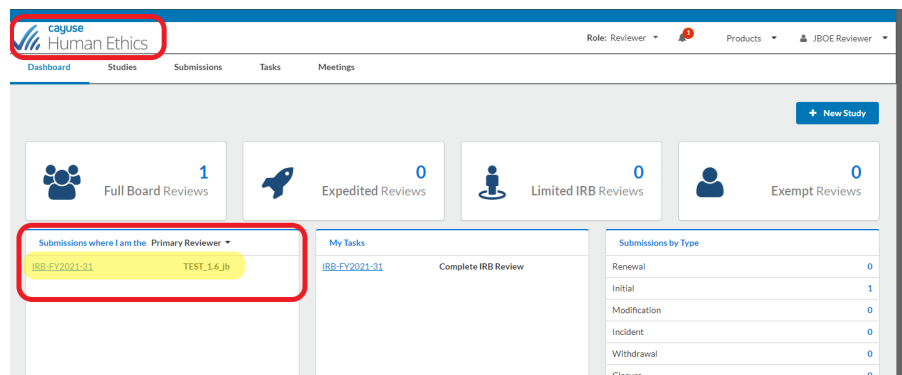 cayuse
Human Ethics
Role: Reviewer
1
Products
JBOE Reviewer
Dashboard Studies Submissions Tasks Meetings
+ New Study
1
Full Board Reviews
0
Expedited Reviews
0
Limited IRB Reviews
0
Exempt Reviews
Submissions where I am the Primary Reviewer
IRB-FY2021-31 TEST_1.6_jb
My Tasks
IRB-FY2021-31 Complete IRB Review
Submissions by Type
Renewal 0
Initial 1
Modification 0
Incident 0
Withdrawal 0